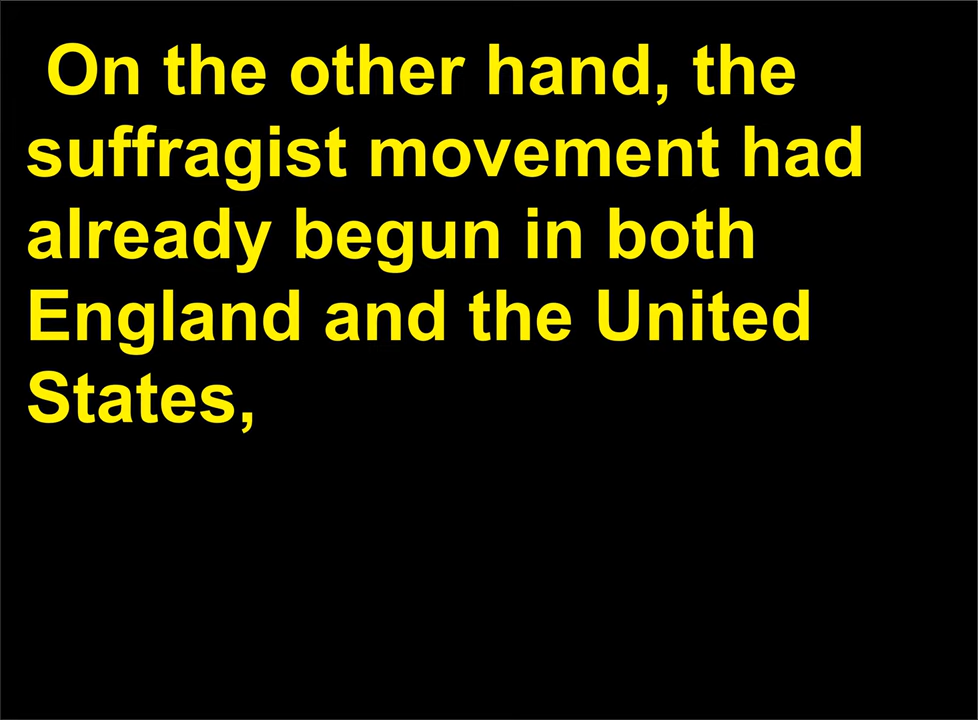 On the other hand, the
suffragist movement had
already begun in both
England and the United
States,